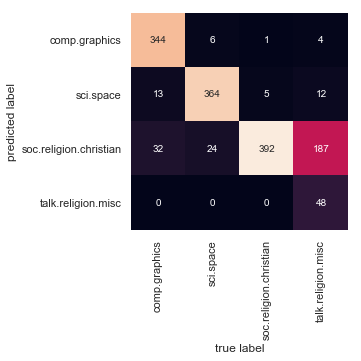 comp.graphics 344 6 1 4
sci.space 13 364 5 12
soc.religion.christian 32 24 392 187
talk.religion.misc 0 0 0 48
predicted label
comp.graphics
sci.space
soc.religion.christian
talk.religion.misc
true label